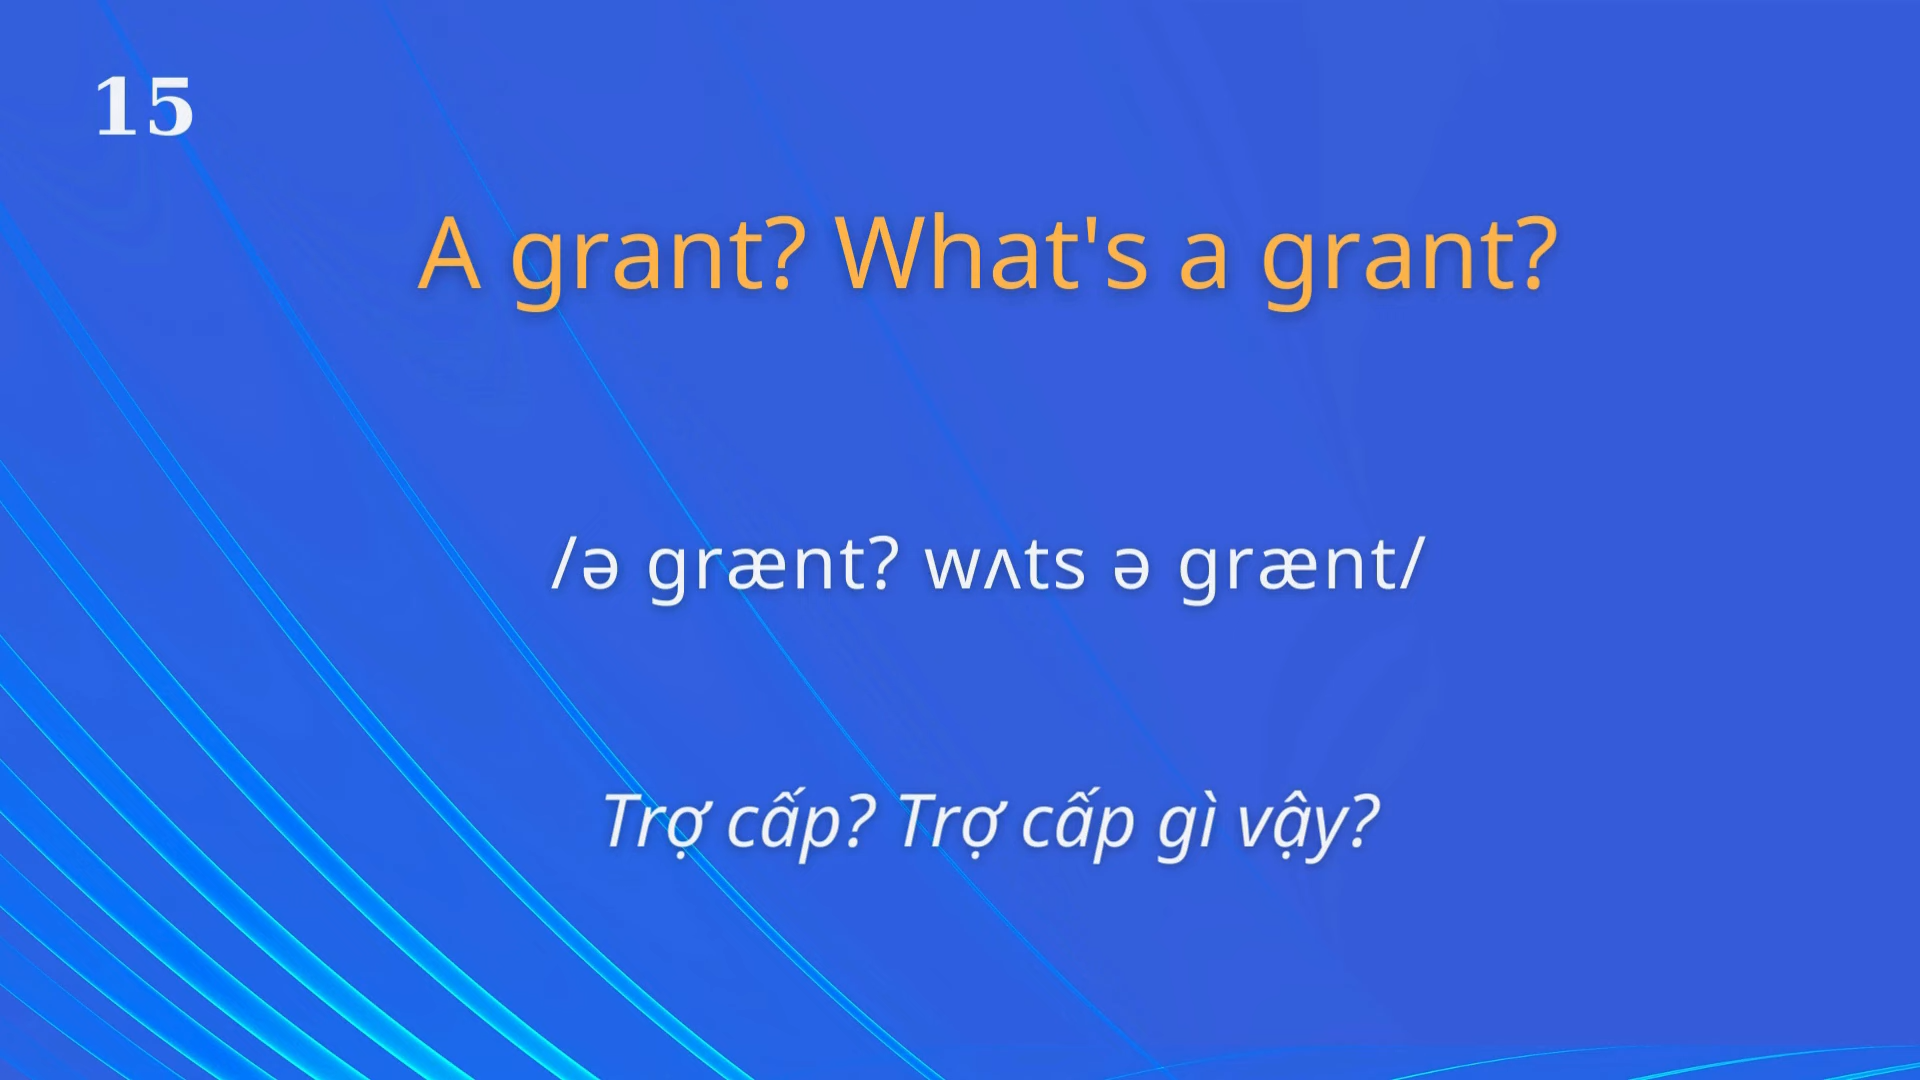 15
A grant? What's a grant?
/ə grænt? wʌts ə grænt/
Trợ cấp? Trợ cấp gì vậy?